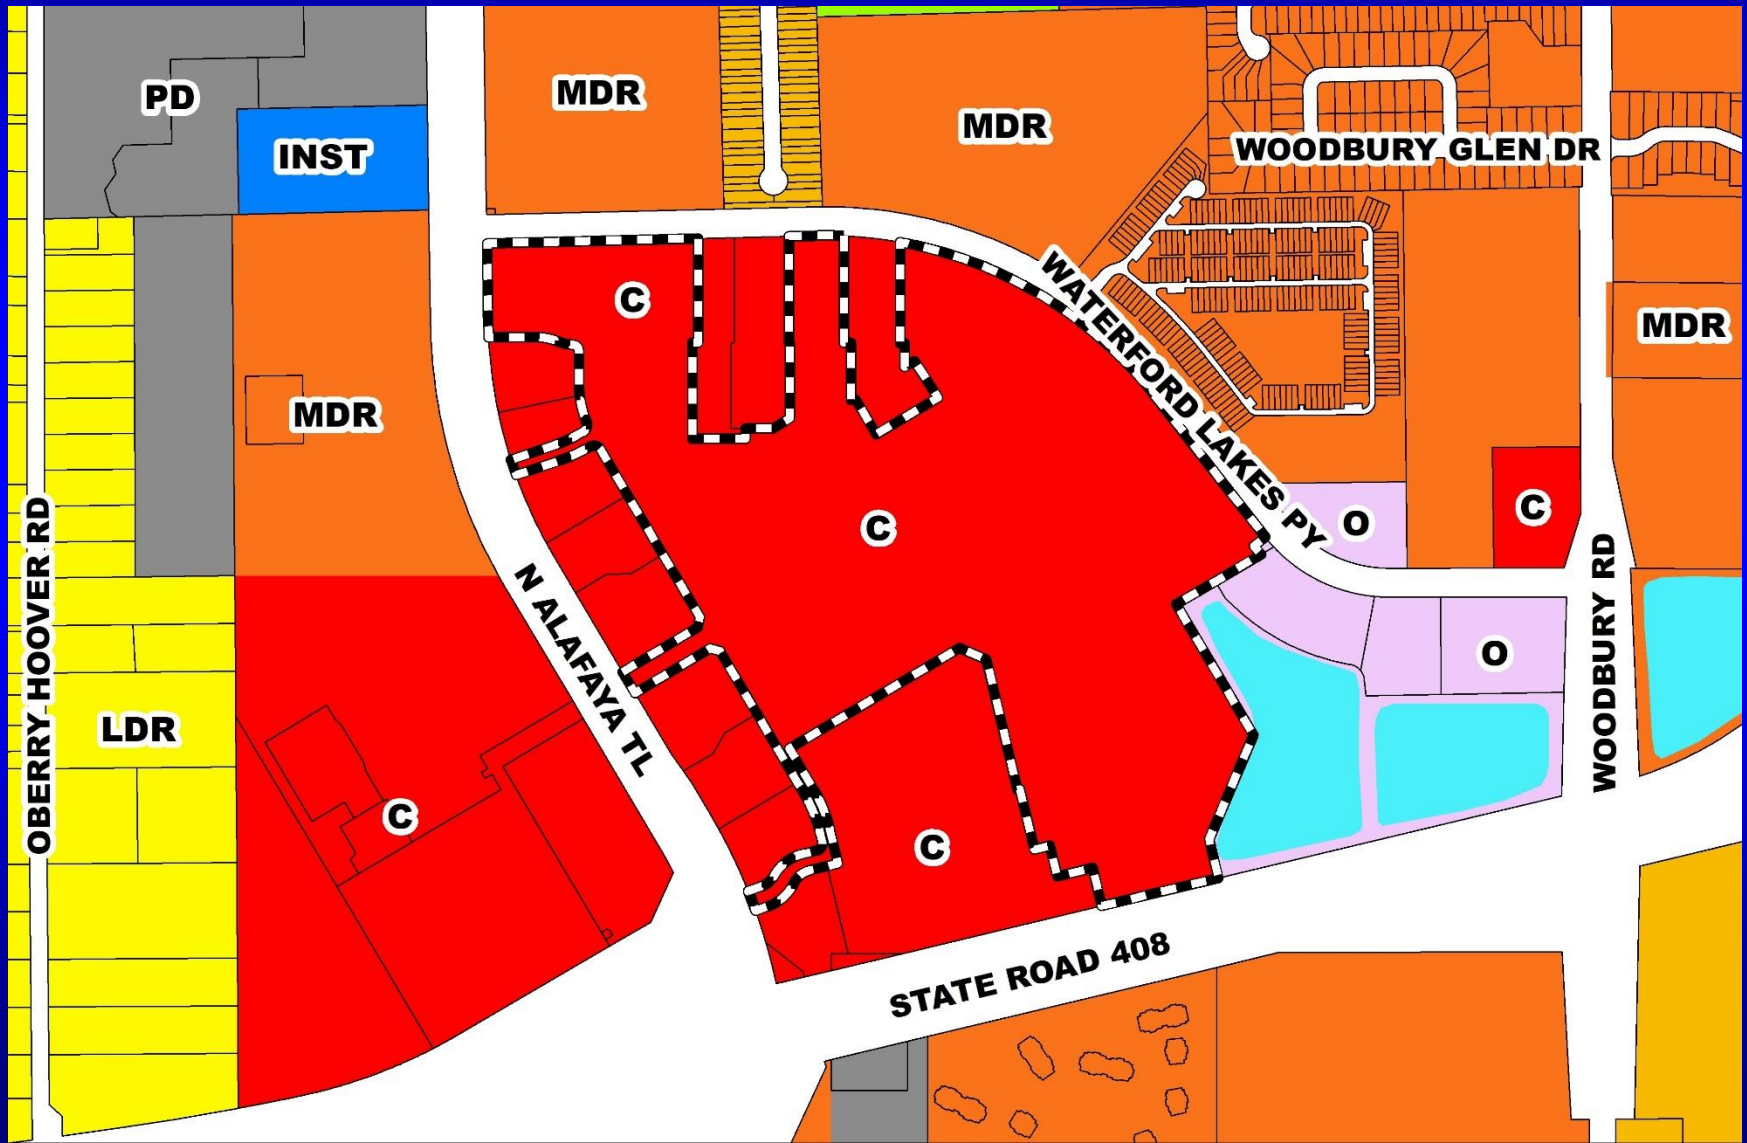 PD
MDR
MDR
INST
WOODBURY GLEN DR
C
WATERFORD LAKES PY
MDR
MDR
C
O
C
OBERRY HOOVER RD
N ALAFAYA TL
WOODBURY RD
O
LDR
C
C
STATE ROAD 408